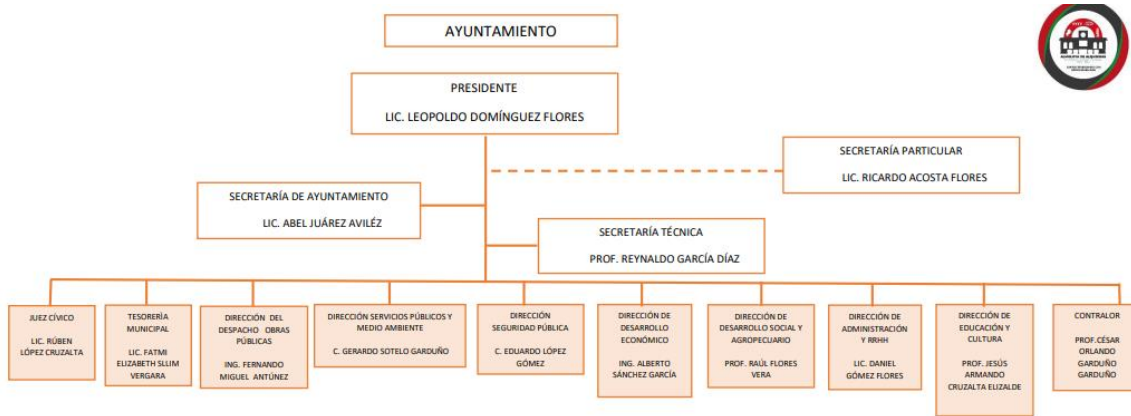 AYUNTAMIENTO
PRESIDENTE
LIC. LEOPOLDO DOMÍNGUEZ FLORES
SECRETARÍA PARTICULAR
LIC. RICARDO ACOSTA FLORES
SECRETARÍA DE AYUNTAMIENTO
LIC. ABEL JUÁREZ AVILÉZ
SECRETARÍA TÉCNICA
PROF. REYNALDO GARCÍA DÍAZ
JUEZ CÍVICO
LIC. RÚBEN
LÓPEZ CRUZALTA
TESORERÍA
MUNICIPAL
LIC. FATMI
ELIZABETH SLLIM
VERGARA
DIRECCIÓN DEL
DESPACHO OBRAS
PÚBLICAS
ING. FERNANDO
MIGUEL ANTÚNEZ
DIRECCIÓN SERVICIOS PÚBLICOS Y
MEDIO AMBIENTE
C. GERARDO SOTELO GARDUÑO
DIRECCIÓN
SEGURIDAD PÚBLICA
C. EDUARDO LÓPEZ
GÓMEZ
DIRECCIÓN DE
DESARROLLO
ECONÓMICO
ING. ALBERTO
SÁNCHEZ GARCÍA
DIRECCIÓN DE
DESARROLLO SOCIAL Y
AGROPECUARIO
PROF. RAÚL FLORES
VERA
DIRECCIÓN DE
ADMINISTRACIÓN
Y RRHH
LIC. DANIEL
GÓMEZ FLORES
DIRECCIÓN DE
EDUCACIÓN Y
CULTURA
PROF. JESÚS
ARMANDO
CRUZALTA ELIZALDE
CONTRALOR
PROF.CÉSAR
ORLANDO
GARDUÑO
GARDUÑO